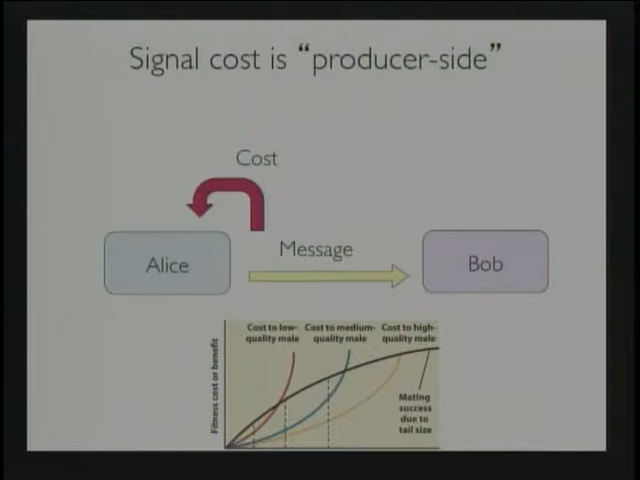 Signal cost is “producer-side”
Cost
Alice
Message
Bob
Cost to low-
quality male
Cost to medium-
quality male
Cost to high-
quality male
Fitness cost or benefit
Mating
success
due to
tail size